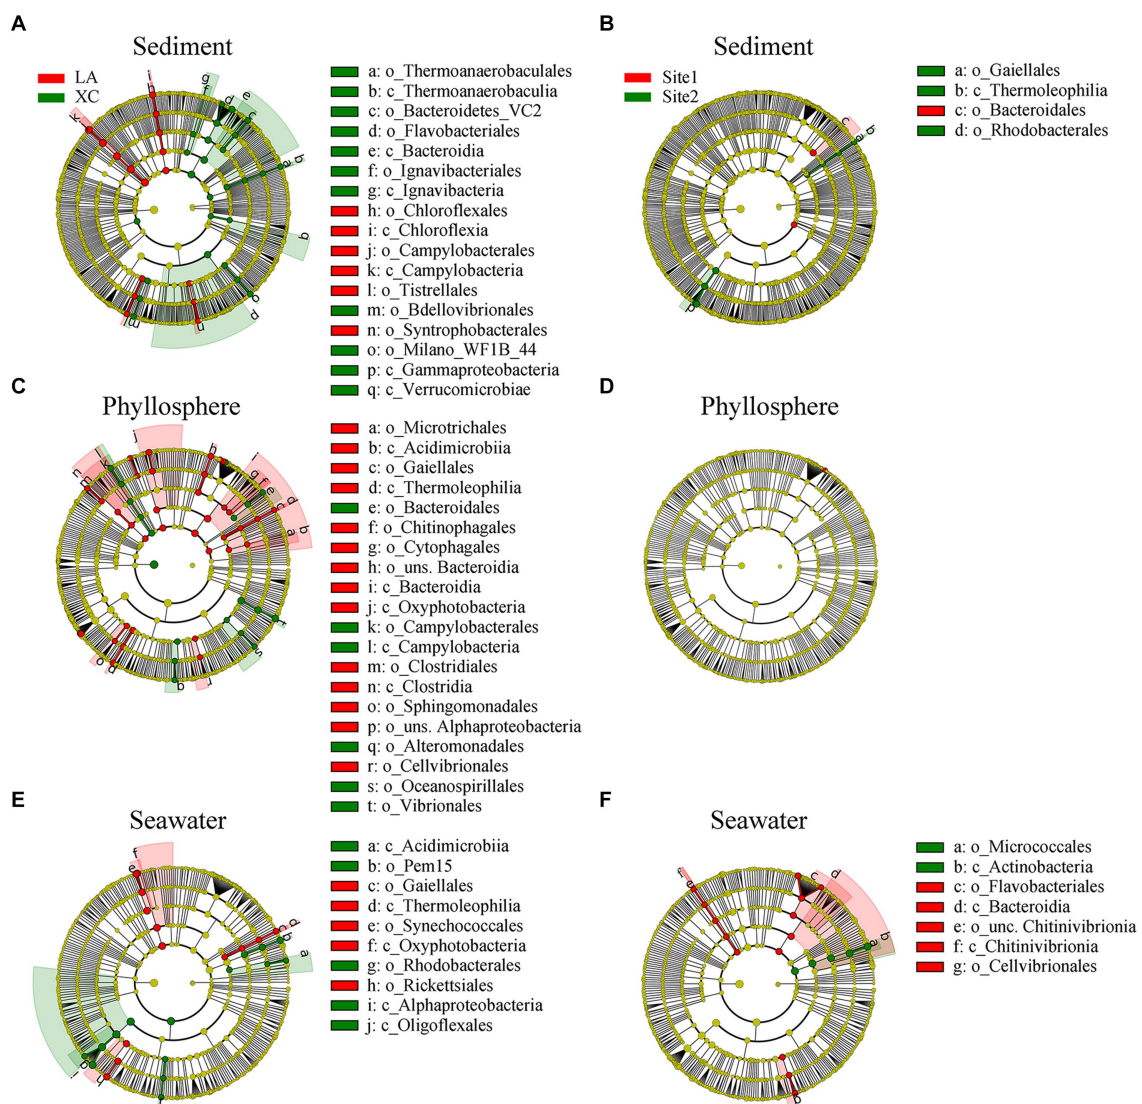 A
Sediment
LA
XC
a: o_Thermoanaerobaculales
b: c_Thermoanaerobaculia
c: o_Bacteroidetes_VC2
d: o_Flavobacteriales
e: c_Bacteroidia
f: o_Ignavibacteriales
g: c_Ignavibacteria
h: o_Chloroflexales
i: c_Chloroflexia
j: o_Campylobacterales
k: c_Campylobacteria
l: o_Tistrellales
m: o_Bdellovibrionales
n: o_Syntrophobacterales
o: o_Milano_WF1B_44
p: c_Gammaproteobacteria
q: c_Verrucomicrobiae
B
Sediment
Site1
Site2
a: o_Gaiellales
b: c_Thermoleophilia
c: o_Bacteroidales
d: o_Rhodobacterales
C
Phyllosphere
a: o_Microtrichales
b: c_Acidimicrobiia
c: o_Gaiellales
d: c_Thermoleophilia
e: o_Bacteroidales
f: o_Chitinophagales
g: o_Cytophagales
h: o_uns. Bacteroidia
i: c_Bacteroidia
j: c_Oxyphotobacteria
k: o_Campylobacterales
l: c_Campylobacteria
m: o_Clostridiales
n: c_Clostridia
o: o_Sphingomonadales
p: o_uns. Alphaproteobacteria
q: o_Alteromonadales
r: o_Cellvibrionales
s: o_Oceanospirillales
t: o_Vibrionales
D
Phyllosphere
E
Seawater
a: c_Acidimicrobiia
b: o_Pem15
c: o_Gaiellales
d: c_Thermoleophilia
e: o_Synechococcales
f: c_Oxyphotobacteria
g: o_Rhodobacterales
h: o_Rickettsiales
i: c_Alphaproteobacteria
j: c_Oligoflexales
F
Seawater
a: o_Micrococcales
b: c_Actinobacteria
c: o_Flavobacteriales
d: c_Bacteroidia
e: o_unc. Chitinivibrionia
f: c_Chitinivibrionia
g: o_Cellvibrionales